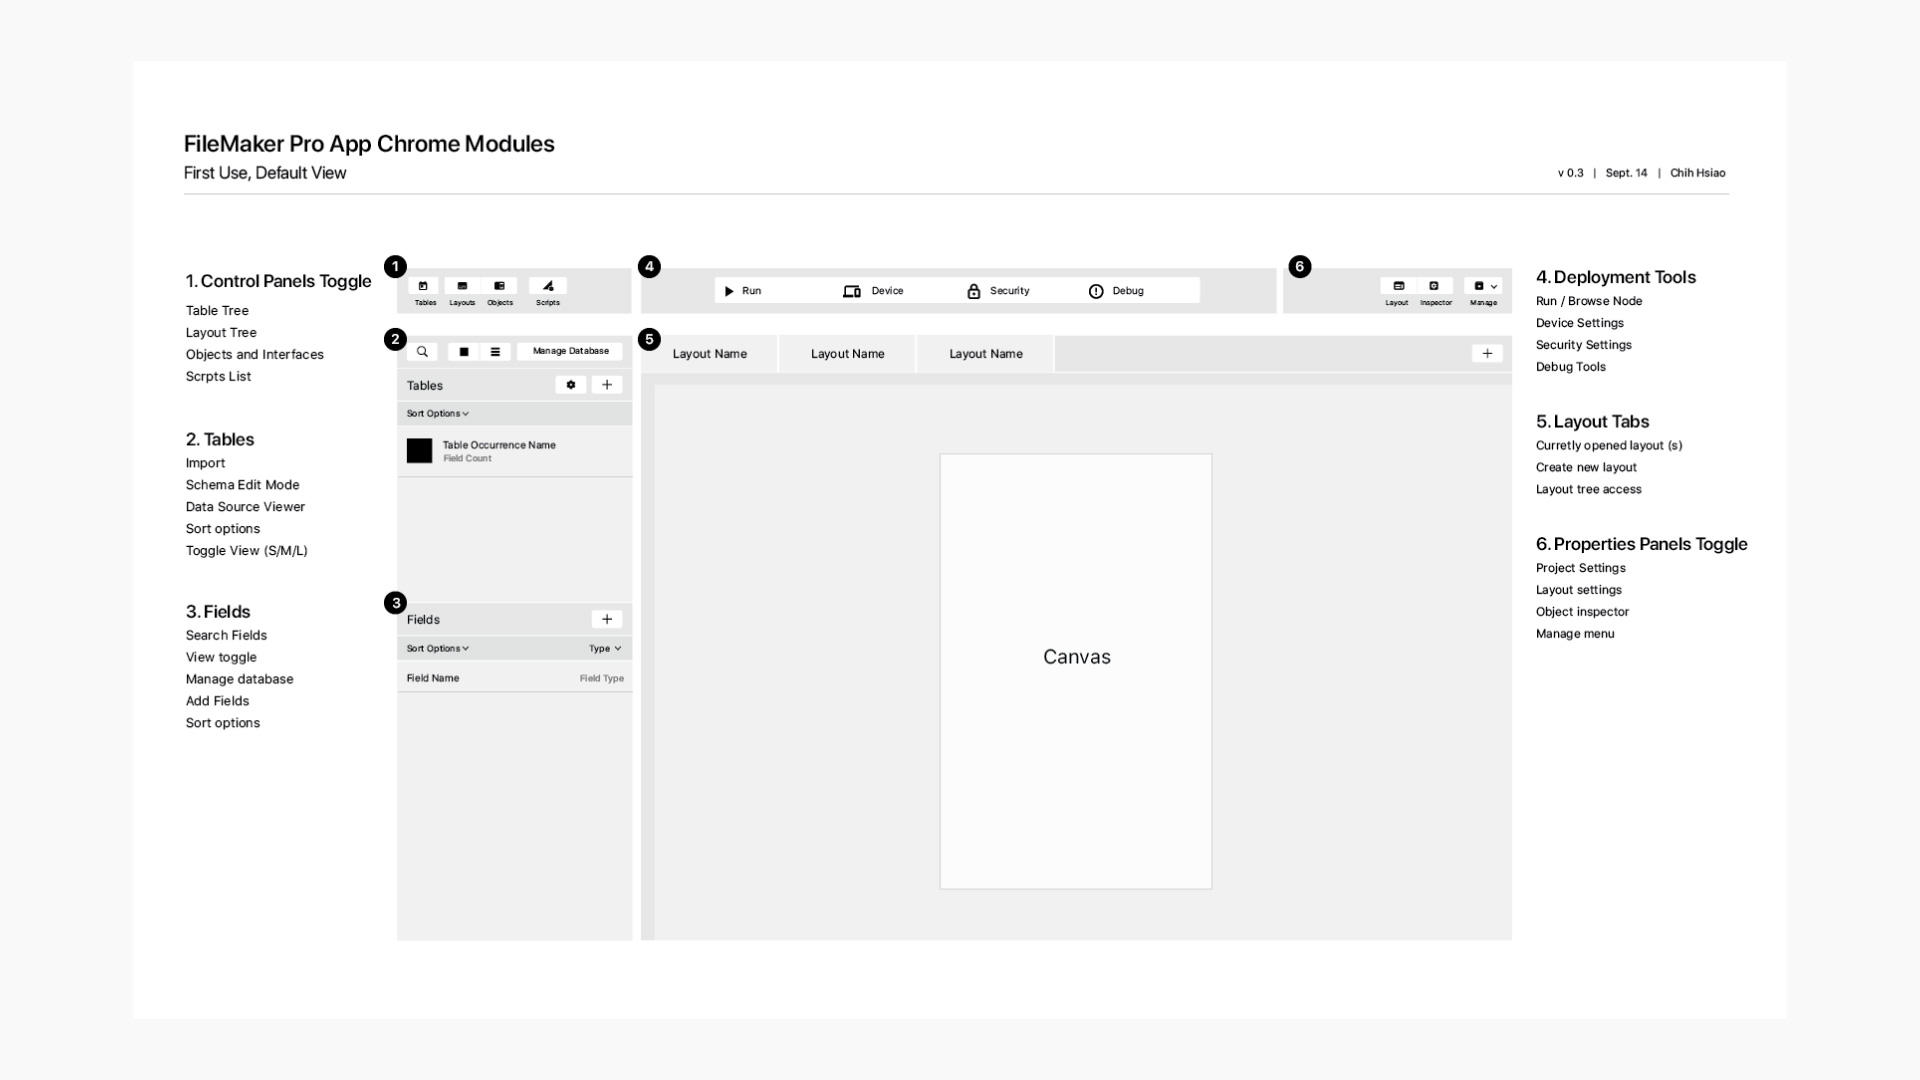 FileMaker Pro App Chrome Modules
First Use, Default View
v 0.3 | Sept. 14 | Chih Hsiao
1. Control Panels Toggle
Table Tree
Layout Tree
Objects and Interfaces
Scrpts List
2. Tables
Import
Schema Edit Mode
Data Source Viewer
Sort options
Toggle View (S/M/L)
3. Fields
Search Fields
View toggle
Manage database
Add Fields
Sort options
1
Tables Layouts Objects Scripts
2
Manage Database
Tables
Sort Options
Table Occurrence Name
Field Count
3
Fields
Sort Options Type
Field Name Field Type
4
Run Device Security Debug
5
Layout Name Layout Name Layout Name
Canvas
6
Layout Inspector Manage
4. Deployment Tools
Run / Browse Node
Device Settings
Security Settings
Debug Tools
5. Layout Tabs
Curretly opened layout (s)
Create new layout
Layout tree access
6. Properties Panels Toggle
Project Settings
Layout settings
Object inspector
Manage menu